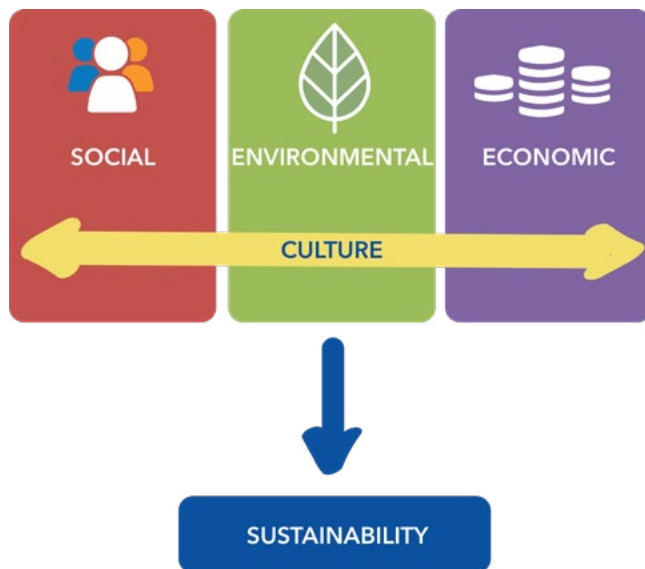 SOCIAL
ENVIRONMENTAL
ECONOMIC
CULTURE
SUSTAINABILITY